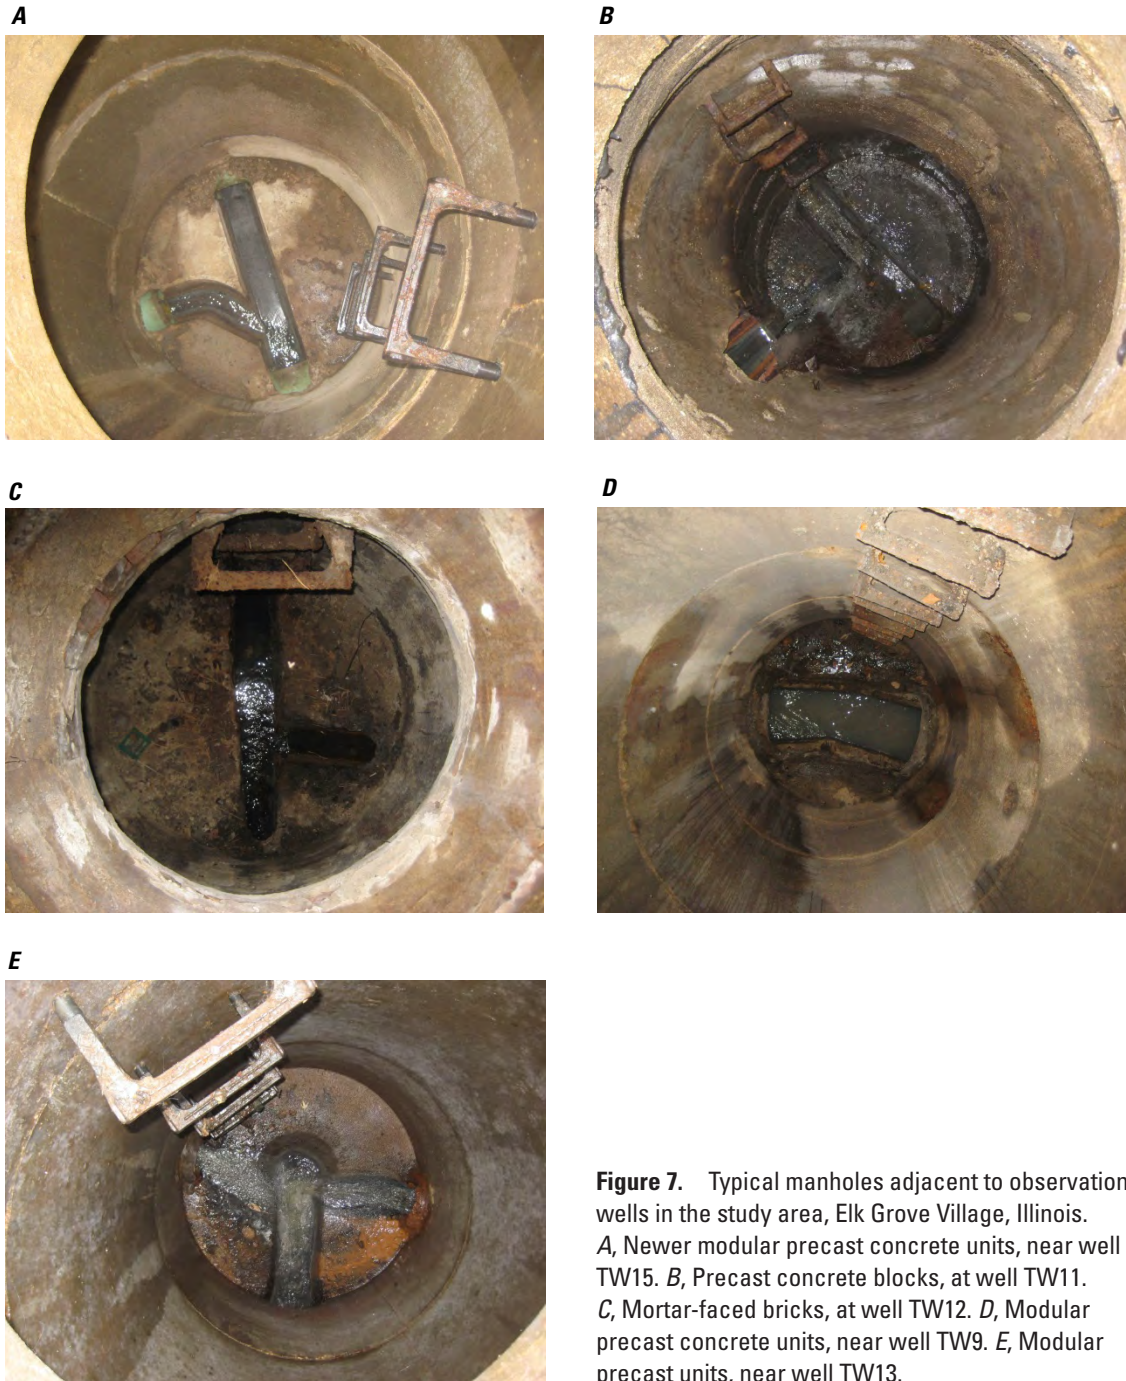 A
B
C
D
E
Figure 7. Typical manholes adjacent to observation
wells in the study area, Elk Grove Village, Illinois.
A, Newer modular precast concrete units, near well
TW15. B, Precast concrete blocks, at well TW11.
C, Mortar-faced bricks, at well TW12. D, Modular
precast concrete units, near well TW9. E, Modular
precast units, near well TW13.